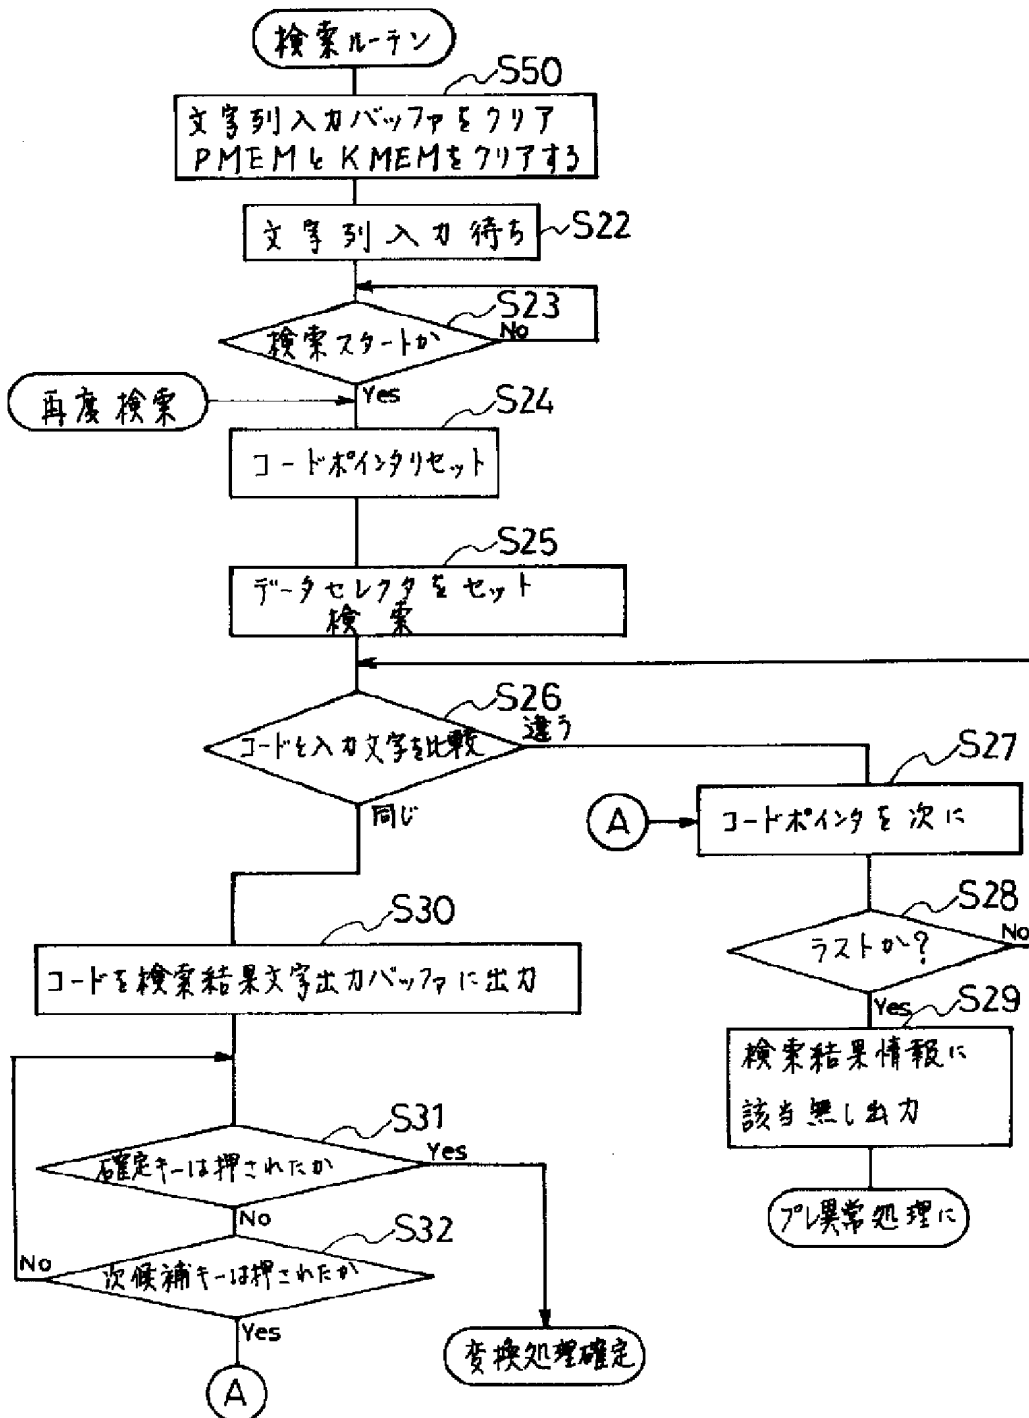 検索ルーテン
S50
文字列入力バッファをクリア
PMEMとKMEMをクリアする
文字列入力待ち
S22
S23
検索スタートか
No
Yes
再度検索
S24
コードポインタリセット
S25
データセレクタをセット
検索
S26
コードと入力文字を比較
違う
同じ
S27
A
コードポインタを次に
S28
ラストか?
No
Yes
S29
検索結果情報に
該当無し出力
プレ異常処理に
S30
コードを検索結果文字出力バッファに出力
S31
確定キーは押されたか
Yes
No
S32
次候補キーは押されたか
No
Yes
A
変換処理確定